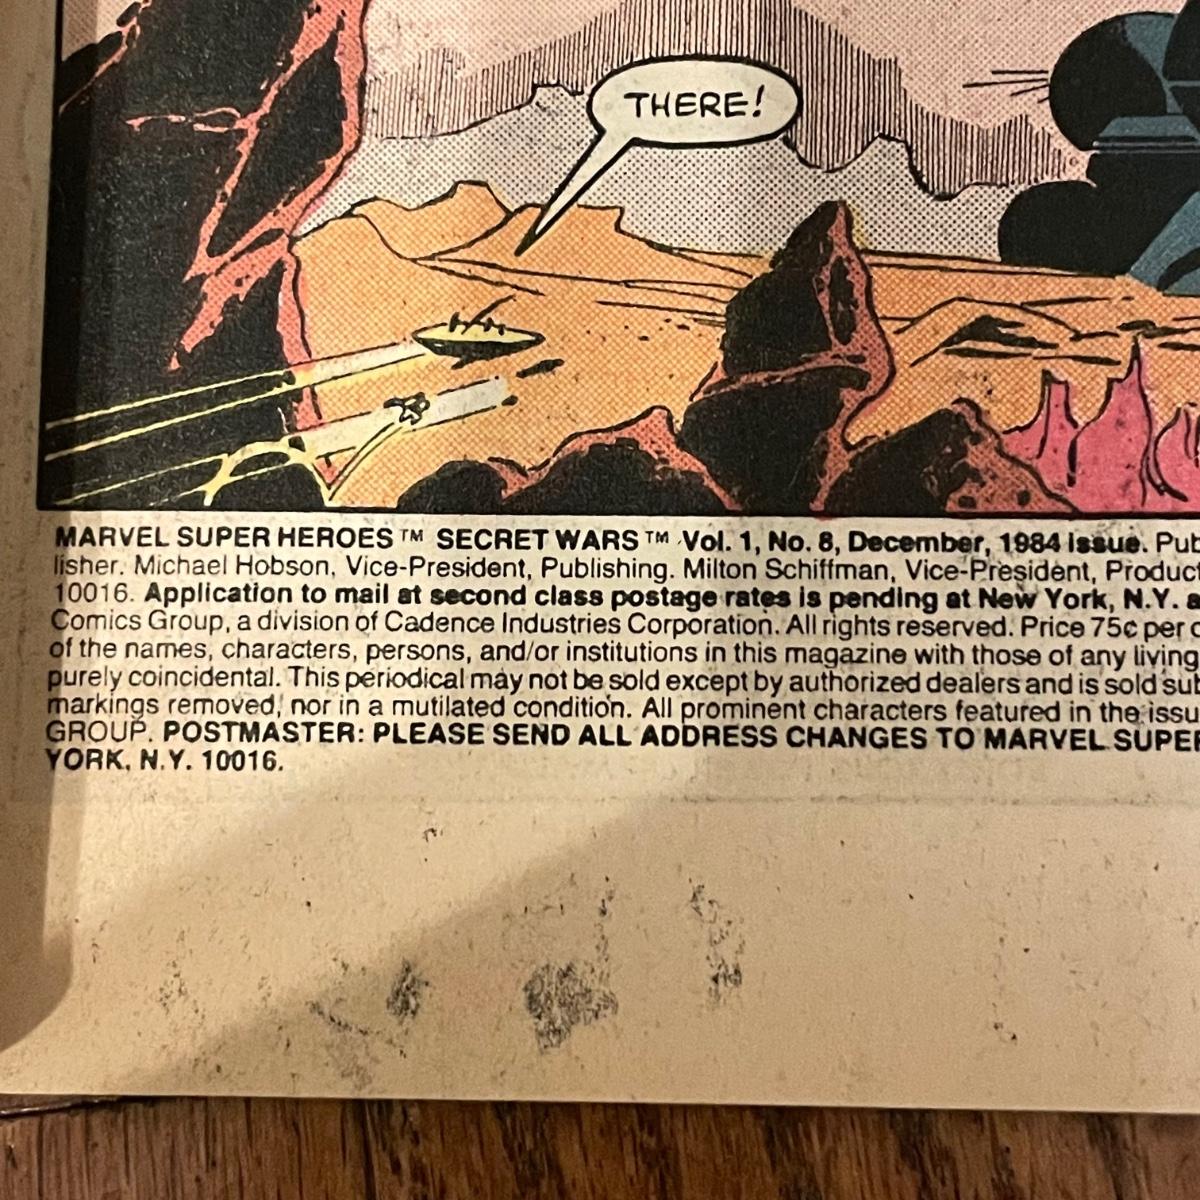 THERE!
MARVEL SUPER HEROES™ SECRET WARS™ Vol. 1, No. 8, December, 1984 issue. Pub
lisher. Michael Hobson, Vice-President, Publishing. Milton Schiffman, Vice-President, Product
10016. Application to mail at second class postage rates is pending at New York, N.Y. a
Comics Group, a division of Cadence Industries Corporation. All rights reserved. Price 75¢ per c
of the names, characters, persons, and/or institutions in this magazine with those of any living
purely coincidental. This periodical may not be sold except by authorized dealers and is sold sub
markings removed, nor in a mutilated condition. All prominent characters featured in the issu
GROUP. POSTMASTER: PLEASE SEND ALL ADDRESS CHANGES TO MARVEL SUPER
YORK, N.Y. 10016.